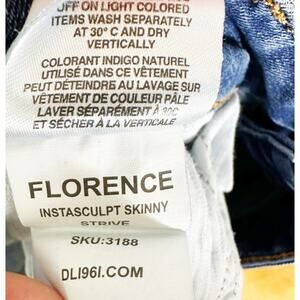 OFF ON LIGHT COLORED
ITEMS WASH SEPARATELY
AT 30° C AND DRY
VERTICALLY
COLORANT INDIGO NATUREL
UTILISÉ DANS CE VÊTEMENT
PEUT DÉTEINDRE AU LAVAGE SUR
VÊTEMENT DE COULEUR PÂLE
LAVER SÉPARÉMENT À 30C
ET SÉCHER À LA VERTICALE
FLORENCE
INSTASCULPT SKINNY
STRIVE
SKU:3188
DL1961.COM